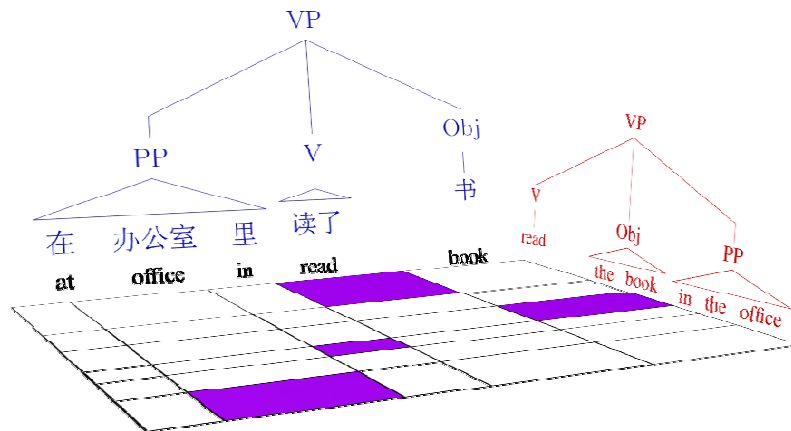 VP
PP V Obj
在 办公室 里 读了 书
at office in read book
VP
V Obj PP
read the book in the office